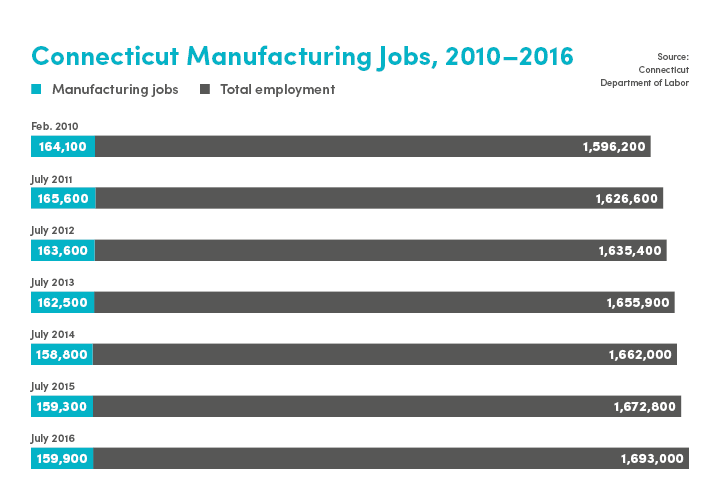 Connecticut Manufacturing Jobs, 2010–2016
Source:
Connecticut
Department of Labor
Manufacturing jobs
Total employment
Feb. 2010
164,100
1,596,200
July 2011
165,600
1,626,600
July 2012
163,600
1,635,400
July 2013
162,500
1,655,900
July 2014
158,800
1,662,000
July 2015
159,300
1,672,800
July 2016
159,900
1,693,000